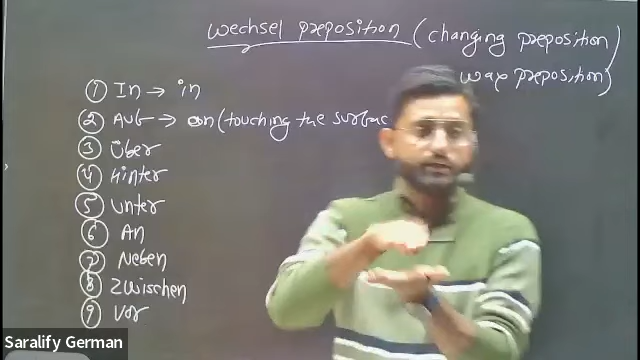 Wechsel preposition (changing preposition)
wax preposition)
① In → in
② Auf → on (touching the surfac
③ Über
④ Hinter
⑤ unter
⑥ An
⑦ Neben
⑧ Zwischen
⑨ Vor
Saralify German